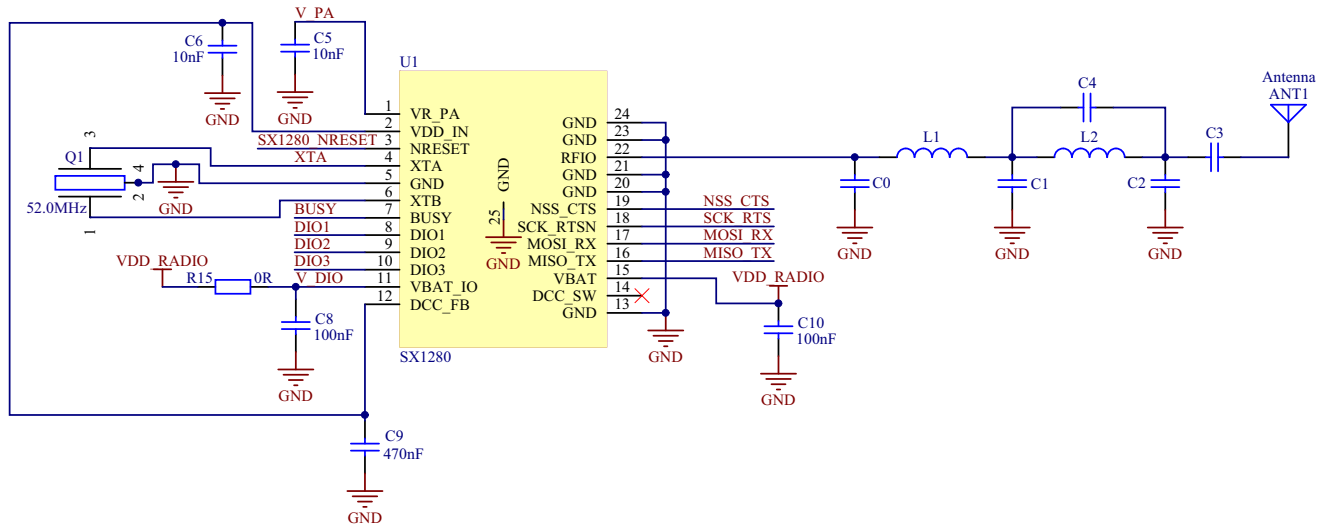 V_PA
C6
10nF
GND
C5
10nF
GND
U1
1
VR_PA
2
VDD_IN
SX1280_NRESET
3
NRESET
XTA
4
XTA
5
GND
6
XTB
BUSY
7
BUSY
DIO1
8
DIO1
DIO2
9
DIO2
DIO3
10
DIO3
V_DIO
11
VBAT_IO
12
DCC_FB
GND
25
GND
GND
24
GND
23
RFIO
22
GND
21
GND
20
NSS_CTS
19
NSS_CTS
SCK_RTSN
18
SCK_RTS
MOSI_RX
17
MOSI_RX
MISO_TX
16
MISO_TX
VBAT
15
DCC_SW
14
GND
13
SX1280
GND
3
Q1
4
2
GND
52.0MHz
1
VDD_RADIO
R15
0R
C8
100nF
GND
C9
470nF
GND
VDD_RADIO
C10
100nF
GND
L1
C0
GND
C4
L2
C1
GND
C2
GND
C3
Antenna
ANT1